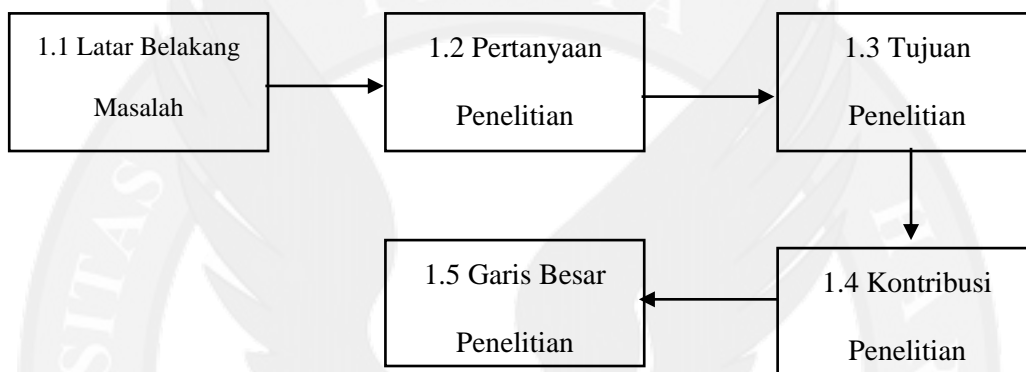 1.1 Latar Belakang
Masalah
1.2 Pertanyaan
Penelitian
1.3 Tujuan
Penelitian
1.4 Kontribusi
Penelitian
1.5 Garis Besar
Penelitian